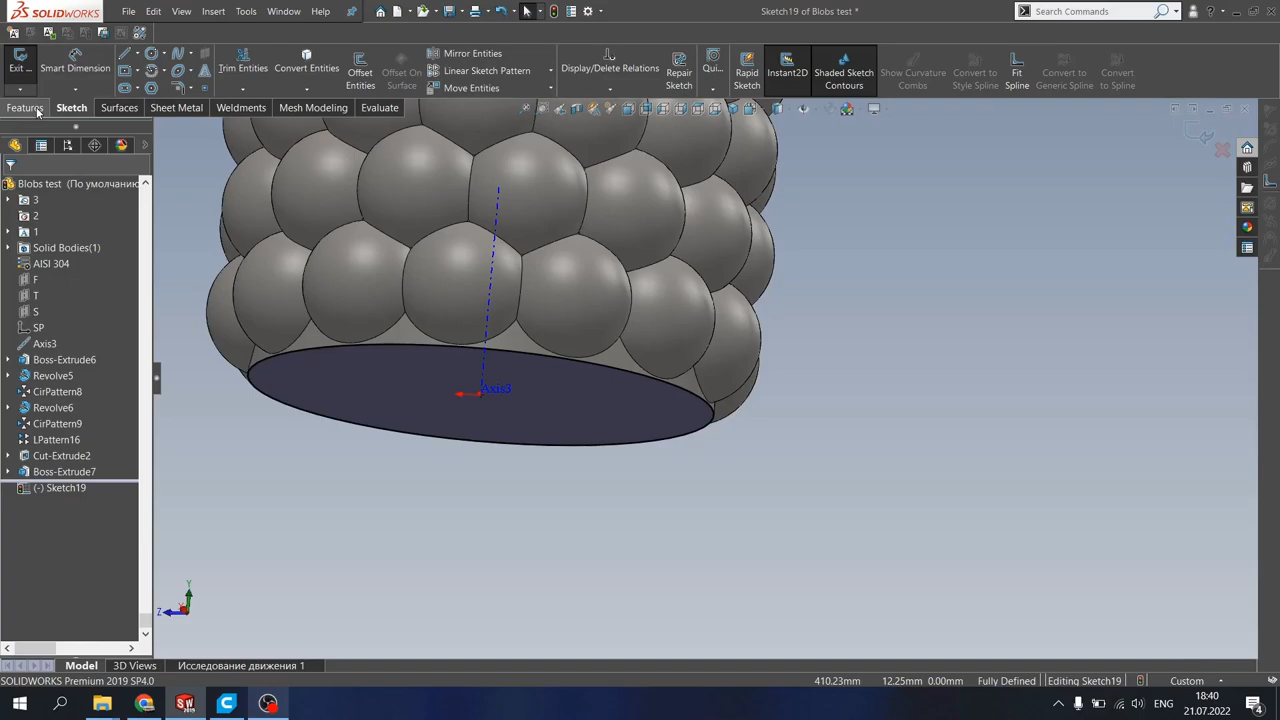 SOLIDWORKS
File Edit View Insert Tools Window Help
Sketch19 of Blobs test *
Search Commands
Exit ...
Smart Dimension
Trim Entities
Convert Entities
Offset Entities
Offset On Surface
Mirror Entities
Linear Sketch Pattern
Move Entities
Display/Delete Relations
Repair Sketch
Qui...
Rapid Sketch
Instant2D
Shaded Sketch Contours
Show Curvature Combs
Convert to Style Spline
Fit Spline
Convert to Generic Spline
Convert to Spline
Features Sketch Surfaces Sheet Metal Weldments Mesh Modeling Evaluate
Blobs test (По умолчанию
3
2
1
Solid Bodies(1)
AISI 304
F
T
S
SP
Axis3
Boss-Extrude6
Revolve5
CirPattern8
Revolve6
CirPattern9
LPattern16
Cut-Extrude2
Boss-Extrude7
(-) Sketch19
Axis3
Y
Z
Model 3D Views Исследование движения 1
SOLIDWORKS Premium 2019 SP4.0
410.23mm 12.25mm 0.00mm Fully Defined Editing Sketch19 Custom
ENG
18:40
21.07.2022
4